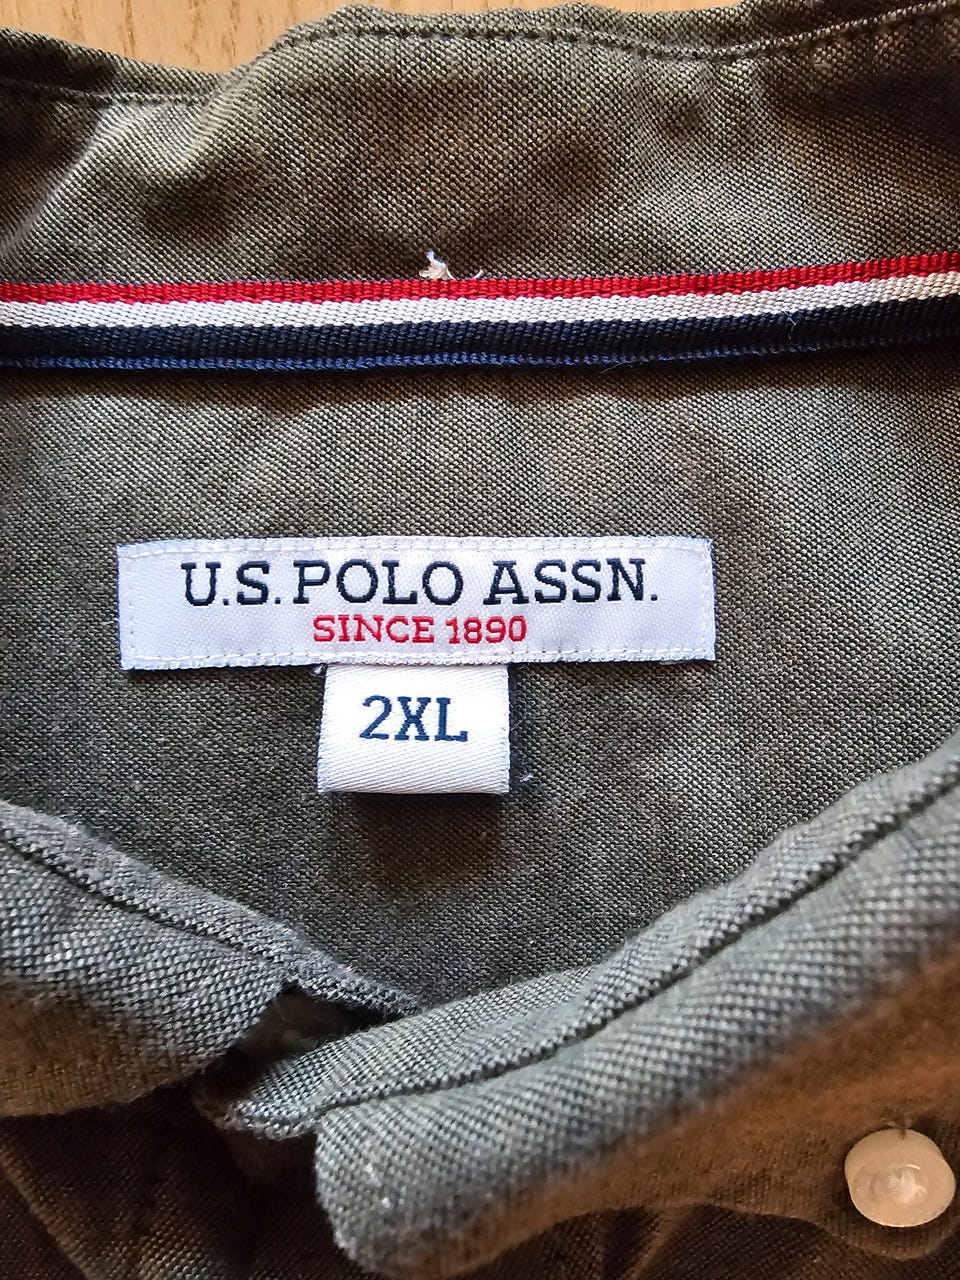 U.S. POLO ASSN.
SINCE 1890
2XL